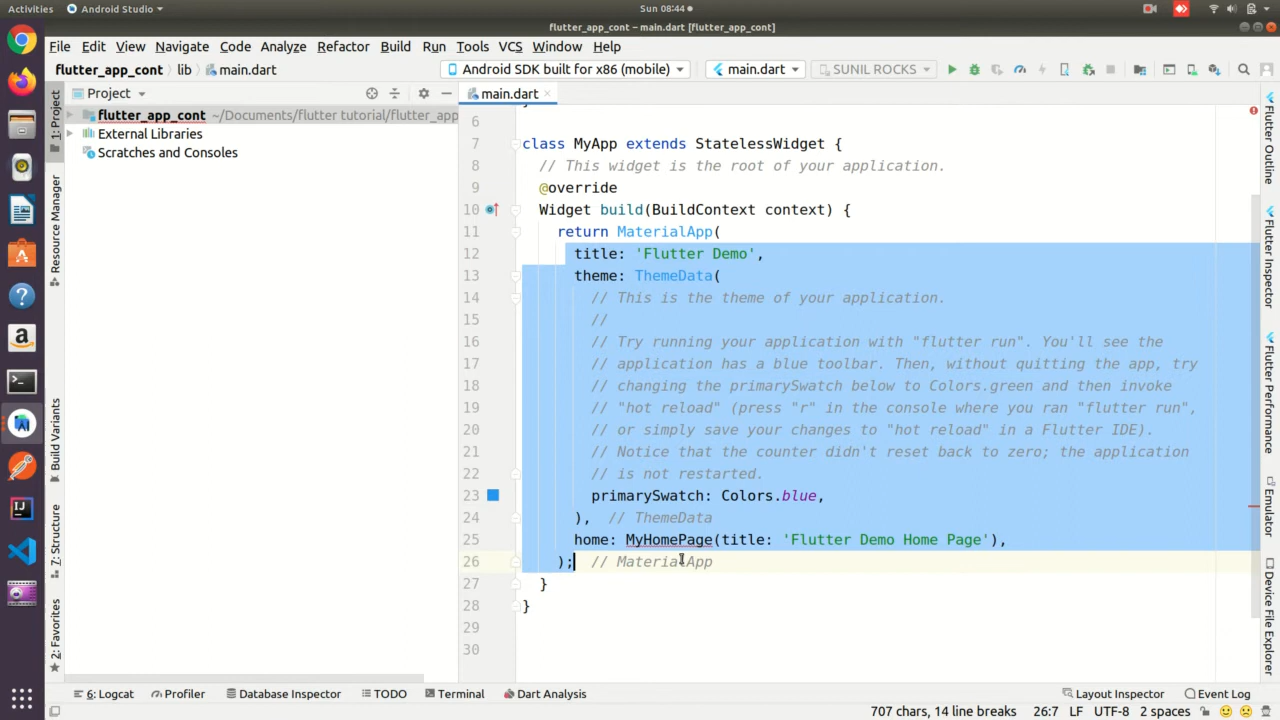 Activities
Android Studio
Sun 08:44
flutter_app_cont – main.dart [flutter_app_cont]
File Edit View Navigate Code Analyze Refactor Build Run Tools VCS Window Help
flutter_app_cont lib main.dart
Android SDK built for x86 (mobile)
main.dart
SUNIL ROCKS
1: Project
Resource Manager
Build Variants
7: Structure
2: Favorites
Project
flutter_app_cont ~/Documents/flutter tutorial/flutter_app
External Libraries
Scratches and Consoles
main.dart
6
7 class MyApp extends StatelessWidget {
8 // This widget is the root of your application.
9 @override
10 Widget build(BuildContext context) {
11 return MaterialApp(
12 title: 'Flutter Demo',
13 theme: ThemeData(
14 // This is the theme of your application.
15 //
16 // Try running your application with "flutter run". You'll see the
17 // application has a blue toolbar. Then, without quitting the app, try
18 // changing the primarySwatch below to Colors.green and then invoke
19 // "hot reload" (press "r" in the console where you ran "flutter run",
20 // or simply save your changes to "hot reload" in a Flutter IDE).
21 // Notice that the counter didn't reset back to zero; the application
22 // is not restarted.
23 primarySwatch: Colors.blue,
24 ), // ThemeData
25 home: MyHomePage(title: 'Flutter Demo Home Page'),
26 ); // MaterialApp
27 }
28 }
29
30
Flutter Outline
Flutter Inspector
Flutter Performance
Emulator
Device File Explorer
6: Logcat
Profiler
Database Inspector
TODO
Terminal
Dart Analysis
Layout Inspector
Event Log
707 chars, 14 line breaks 26:7 LF UTF-8 2 spaces